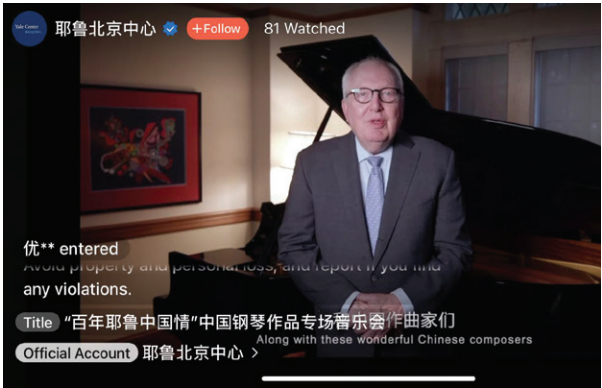 Yale Center
耶鲁北京中心
+Follow
81 Watched
优** entered
Avoid property and personal loss, and report if you find
any violations.
Title
“百年耶鲁中国情”中国钢琴作品专场音乐会
作曲家们
Along with these wonderful Chinese composers
Official Account
耶鲁北京中心 >